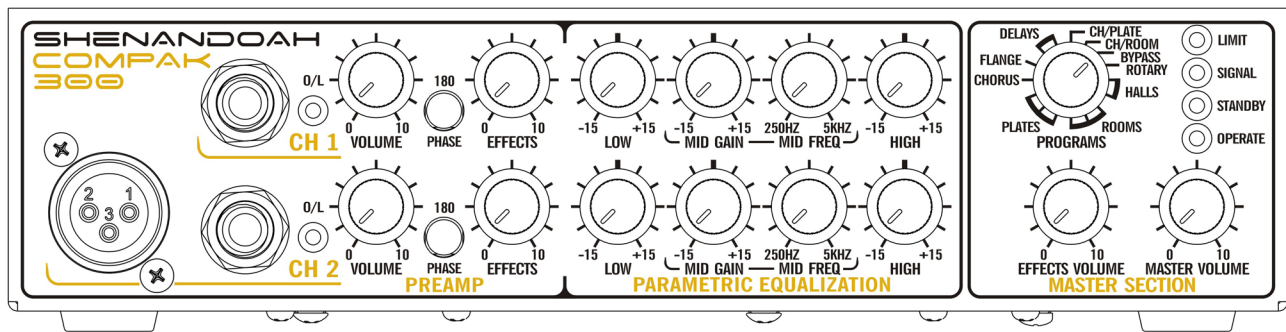 SHENANDOAH
COMPAK
300
O/L
CH 1
0 10
VOLUME
180
PHASE
0 10
EFFECTS
-15 +15
LOW
-15 +15
MID GAIN
250HZ 5KHZ
MID FREQ
-15 +15
HIGH
2 1
3
O/L
CH 2
0 10
VOLUME
180
PHASE
0 10
EFFECTS
-15 +15
LOW
-15 +15
MID GAIN
250HZ 5KHZ
MID FREQ
-15 +15
HIGH
PREAMP
PARAMETRIC EQUALIZATION
DELAYS
CH/PLATE
CH/ROOM
BYPASS
ROTARY
FLANGE
CHORUS
HALLS
PLATES
ROOMS
PROGRAMS
LIMIT
SIGNAL
STANDBY
OPERATE
0 10
EFFECTS VOLUME
0 10
MASTER VOLUME
MASTER SECTION